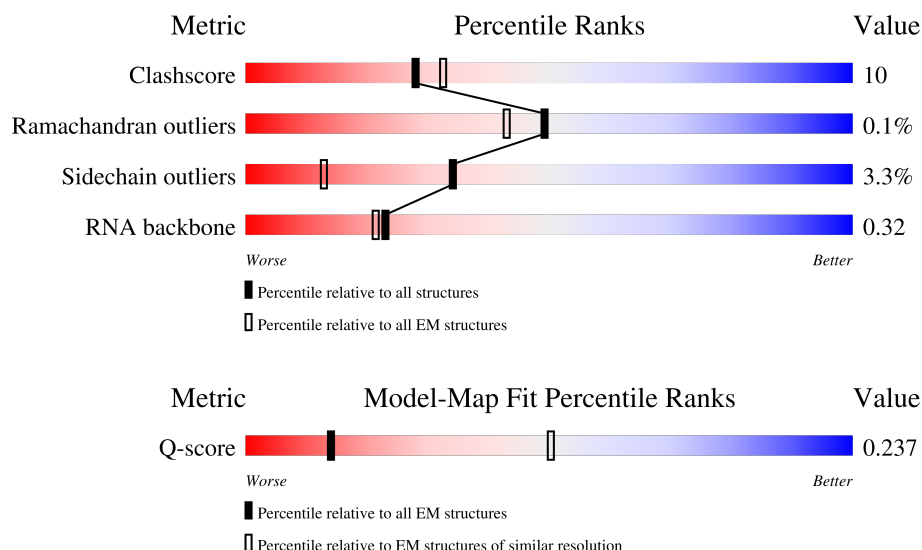 Metric Percentile Ranks Value
Clashscore 10
Ramachandran outliers 0.1%
Sidechain outliers 3.3%
RNA backbone 0.32
Worse Better
Percentile relative to all structures
Percentile relative to all EM structures
Metric Model-Map Fit Percentile Ranks Value
Q-score 0.237
Worse Better
Percentile relative to all EM structures
Percentile relative to EM structures of similar resolution